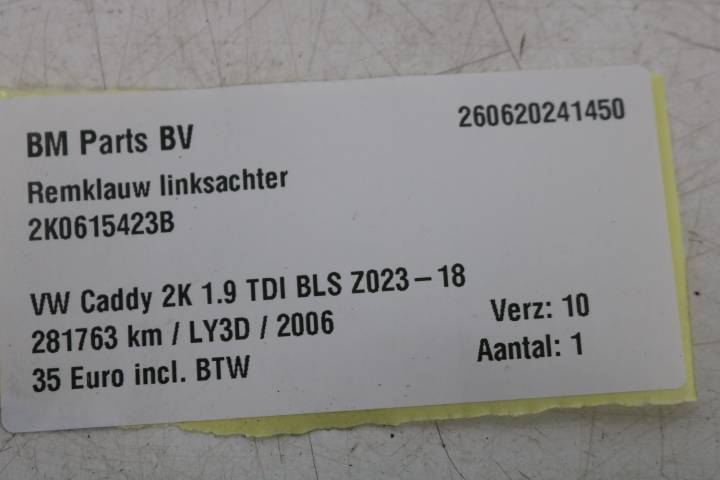 BM Parts BV
260620241450
Remklauw linksachter
2K0615423B
VW Caddy 2K 1.9 TDI BLS Z023-18
281763 km / LY3D / 2006
Verz: 10
35 Euro incl. BTW
Aantal: 1